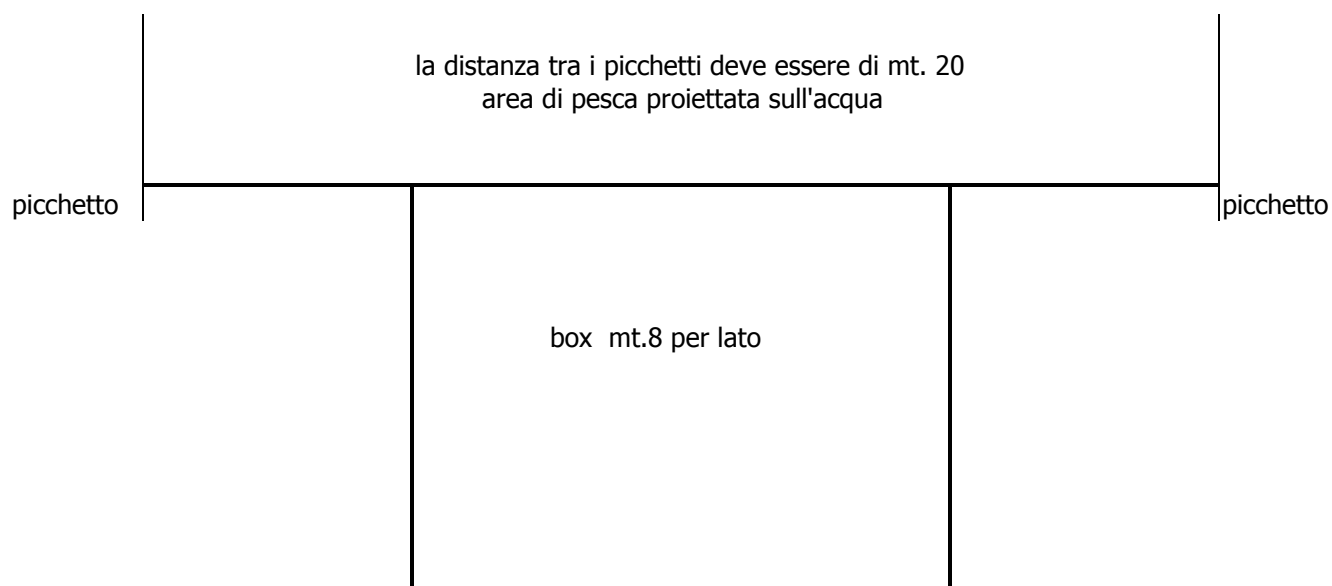 la distanza tra i picchetti deve essere di mt. 20
area di pesca proiettata sull'acqua
picchetto
picchetto
box mt.8 per lato